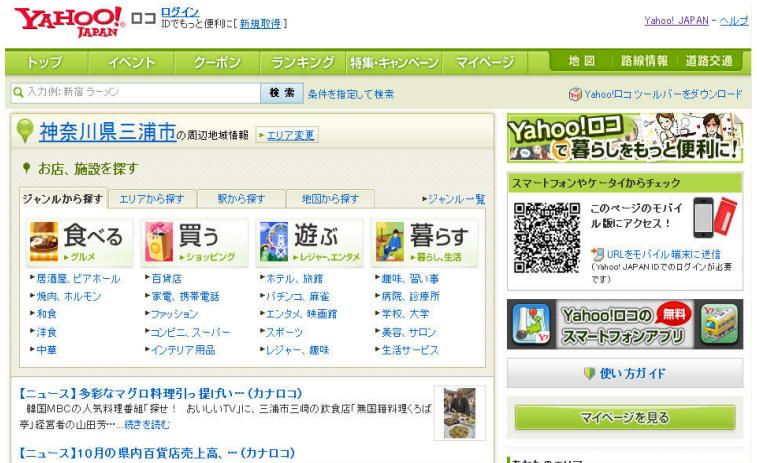 YAHOO! JAPAN ロコ
ログイン
IDでもっと便利に[ 新規取得 ]
Yahoo! JAPAN - ヘルプ
トップ イベント クーポン ランキング 特集・キャンペーン マイページ 地図 路線情報 道路交通
入力例: 新宿 ラーメン 検索 条件を指定して検索 Yahoo!ロコ ツールバーをダウンロード
神奈川県三浦市の周辺地域情報 エリア変更
お店、施設を探す
ジャンルから探す エリアから探す 駅から探す 地図から探す ジャンル一覧
食べる 買う 遊ぶ 暮らす
グルメ ショッピング レジャー、エンタメ 暮らし、生活
居酒屋、ビアホール 百貨店 ホテル、旅館 趣味、習い事
焼肉、ホルモン 家電、携帯電話 パチンコ、麻雀 病院、診療所
和食 ファッション エンタメ、映画館 学校、大学
洋食 コンビニ、スーパー スポーツ 美容、サロン
中華 インテリア用品 レジャー、趣味 生活サービス
【ニュース】多彩なマグロ料理引っ提げい… (カナロコ)
韓国MBCの人気料理番組「探せ! おいしいTV」に、三浦市三崎の飲食店「無国籍料理くろば
亭」経営者の山田芳…...続きを読む
【ニュース】10月の県内百貨店売上高、… (カナロコ)
Yahoo!ロコ
で暮らしをもっと便利に!
スマートフォンやケータイからチェック
このページのモバイ
ル版にアクセス!
URLをモバイル端末に送信
(Yahoo! JAPAN IDでのログインが必要
です)
Yahoo!ロコの 無料
スマートフォンアプリ
使い方ガイド
マイページを見る